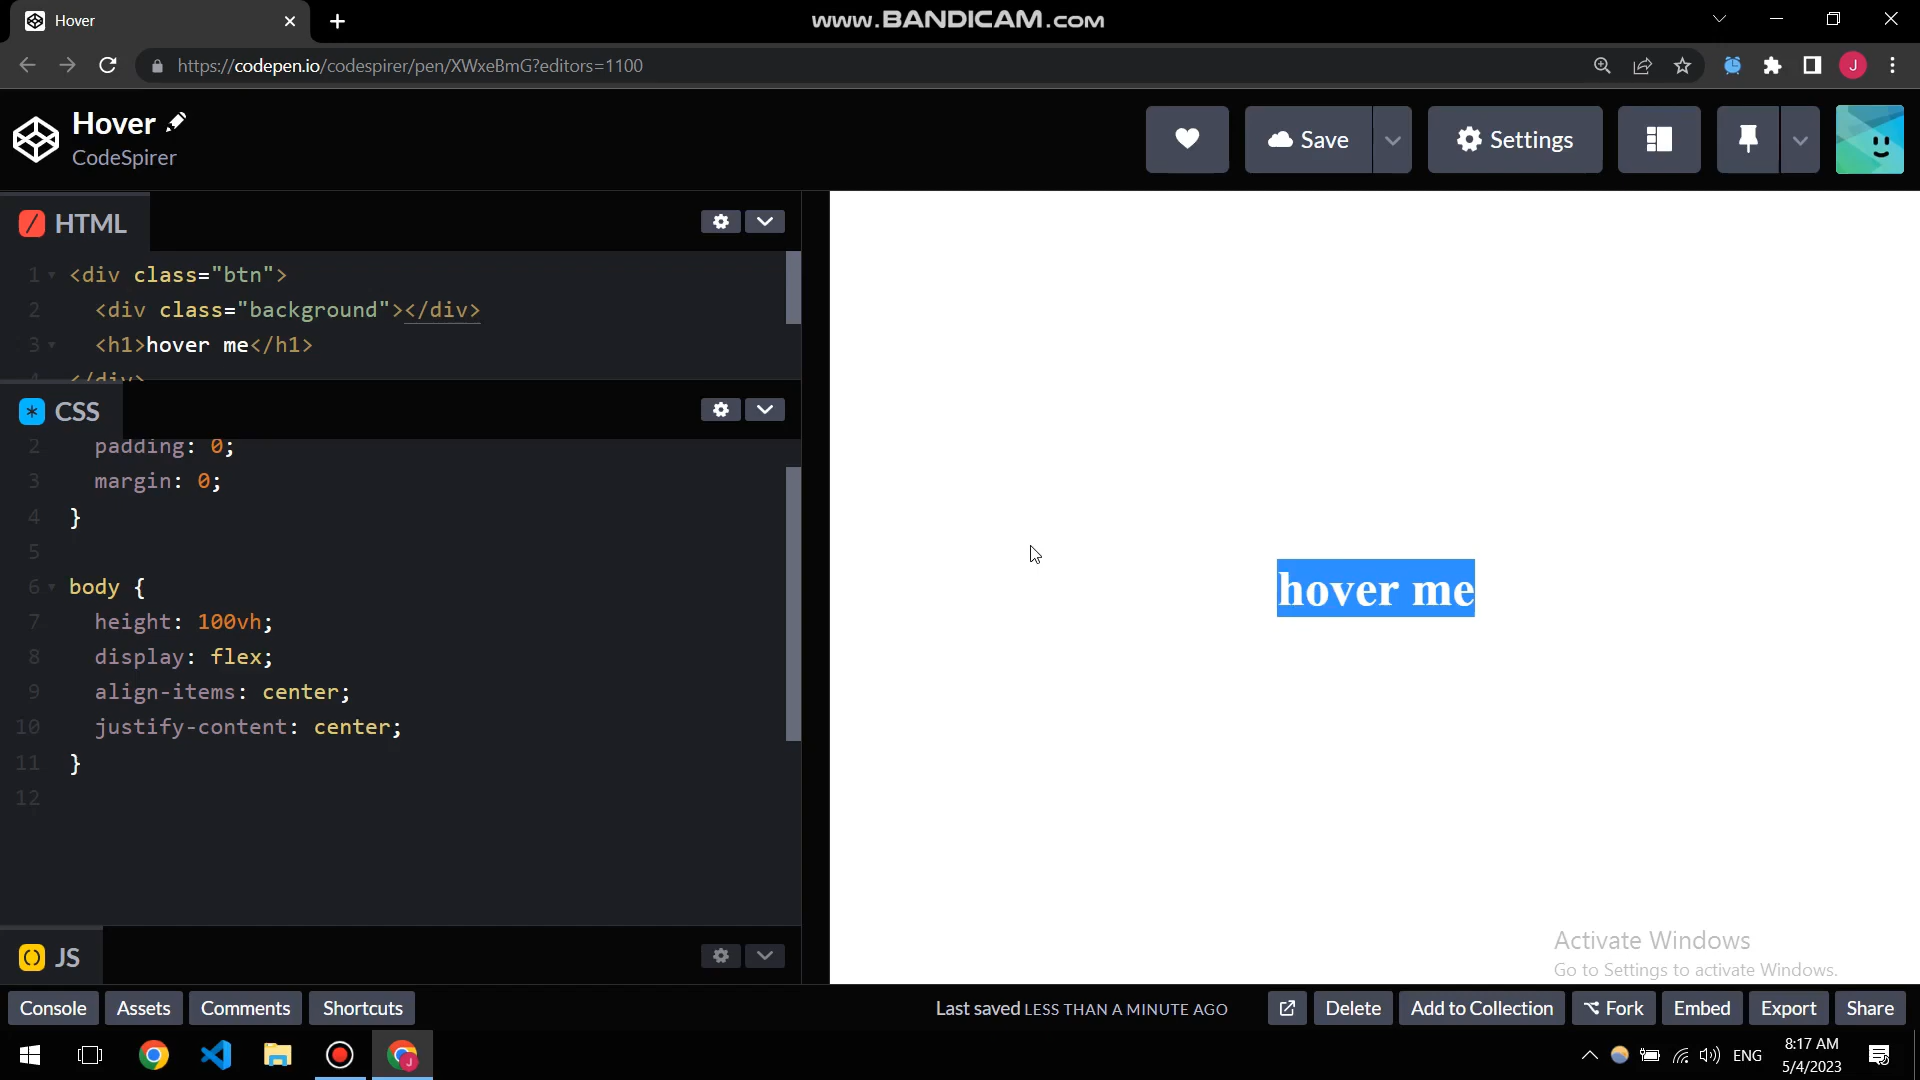 Hover
www.BANDICAM.com
https://codepen.io/codespirer/pen/XWxeBmG?editors=1100
J
Hover
CodeSpirer
Save
Settings
HTML
1 <div class="btn">
2 <div class="background"></div>
3 <h1>hover me</h1>
4 </div>
CSS
2 padding: 0;
3 margin: 0;
4 }
5
6 body {
7 height: 100vh;
8 display: flex;
9 align-items: center;
10 justify-content: center;
11 }
12
hover me
Activate Windows
Go to Settings to activate Windows.
JS
Console Assets Comments Shortcuts
Last saved LESS THAN A MINUTE AGO
Delete Add to Collection Fork Embed Export Share
J
ENG
8:17 AM
5/4/2023